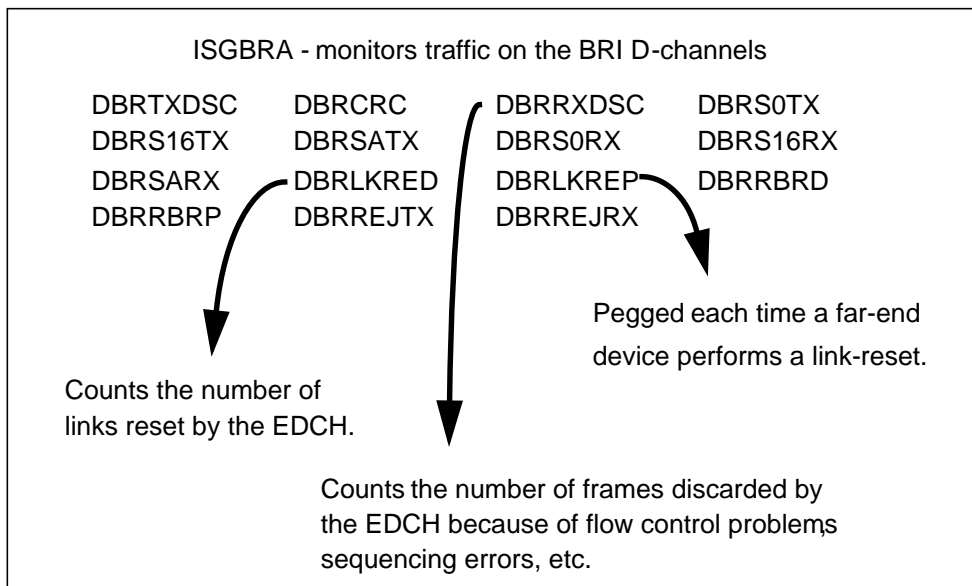 ISGBRA - monitors traffic on the BRI D-channels
DBRTXDSC DBRCRC DBRRXDSC DBRS0TX
DBRS16TX DBRSATX DBRS0RX DBRS16RX
DBRSARX DBRLKRED DBRLKREP DBRRBRD
DBRRBRP DBRREJTX DBRREJRX
Pegged each time a far-end
device performs a link-reset.
Counts the number of
links reset by the EDCH.
Counts the number of frames discarded by
the EDCH because of flow control problems,
sequencing errors, etc.